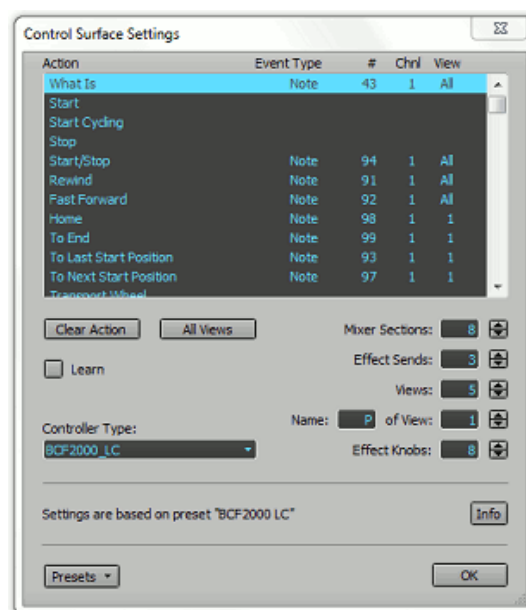 Control Surface Settings
Action Event Type # Chnl View
What Is Note 43 1 All
Start
Start Cycling
Stop
Start/Stop Note 94 1 All
Rewind Note 91 1 All
Fast Forward Note 92 1 All
Home Note 98 1 1
To End Note 99 1 1
To Last Start Position Note 93 1 1
To Next Start Position Note 97 1 1
Transport Wheel
Clear Action All Views Mixer Sections: 8
Learn Effect Sends: 3
Views: 5
Name: P of View: 1
Controller Type:
BCF2000_LC Effect Knobs: 8
Settings are based on preset "BCF2000 LC" Info
Presets OK